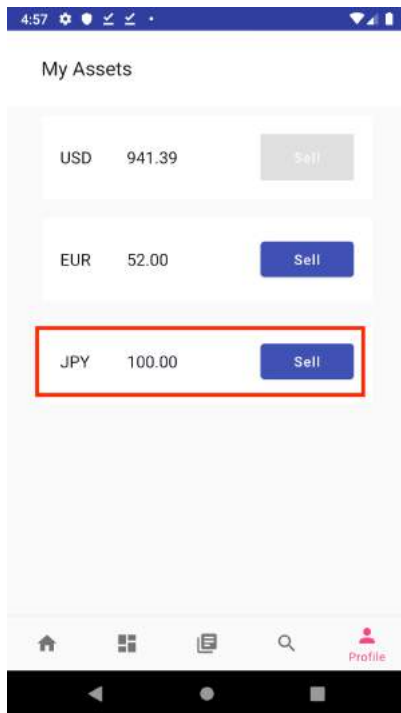 4:57
My Assets
USD 941.39 Sell
EUR 52.00 Sell
JPY 100.00 Sell
Profile